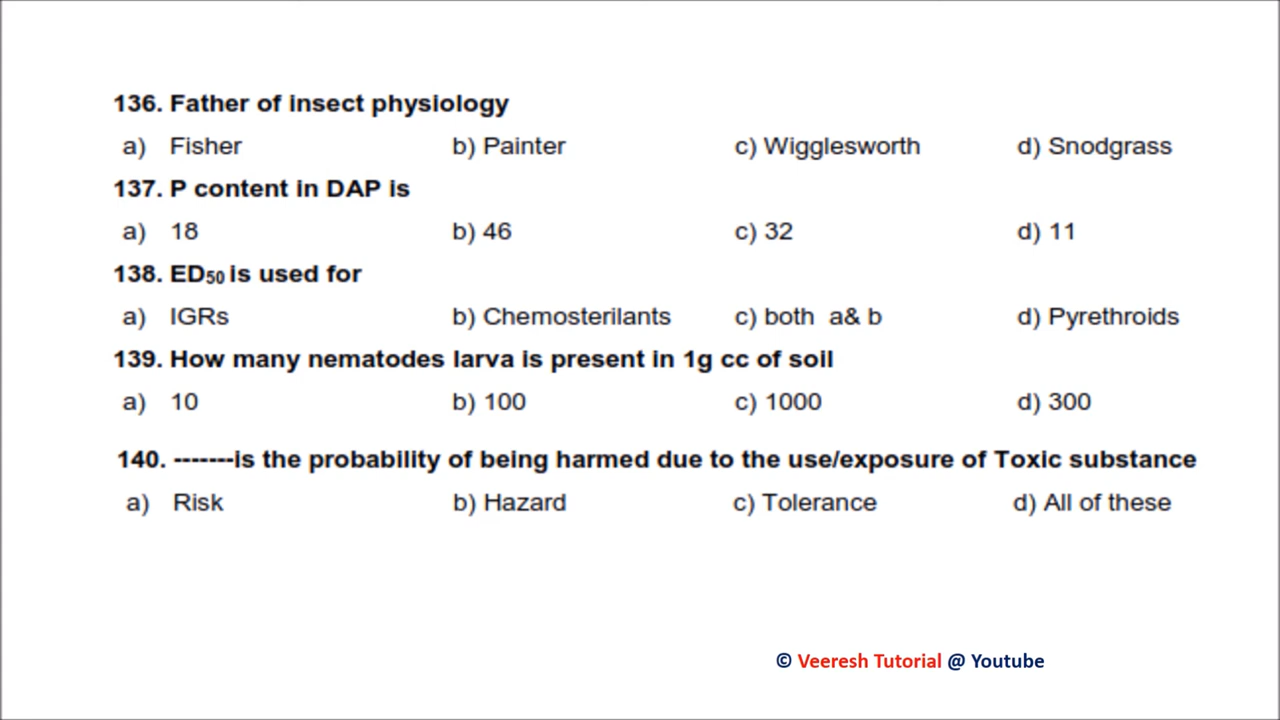 136. Father of insect physiology
a) Fisher b) Painter c) Wigglesworth d) Snodgrass
137. P content in DAP is
a) 18 b) 46 c) 32 d) 11
138. ED50 is used for
a) IGRs b) Chemosterilants c) both a& b d) Pyrethroids
139. How many nematodes larva is present in 1g cc of soil
a) 10 b) 100 c) 1000 d) 300
140. -------is the probability of being harmed due to the use/exposure of Toxic substance
a) Risk b) Hazard c) Tolerance d) All of these
© Veeresh Tutorial @ Youtube